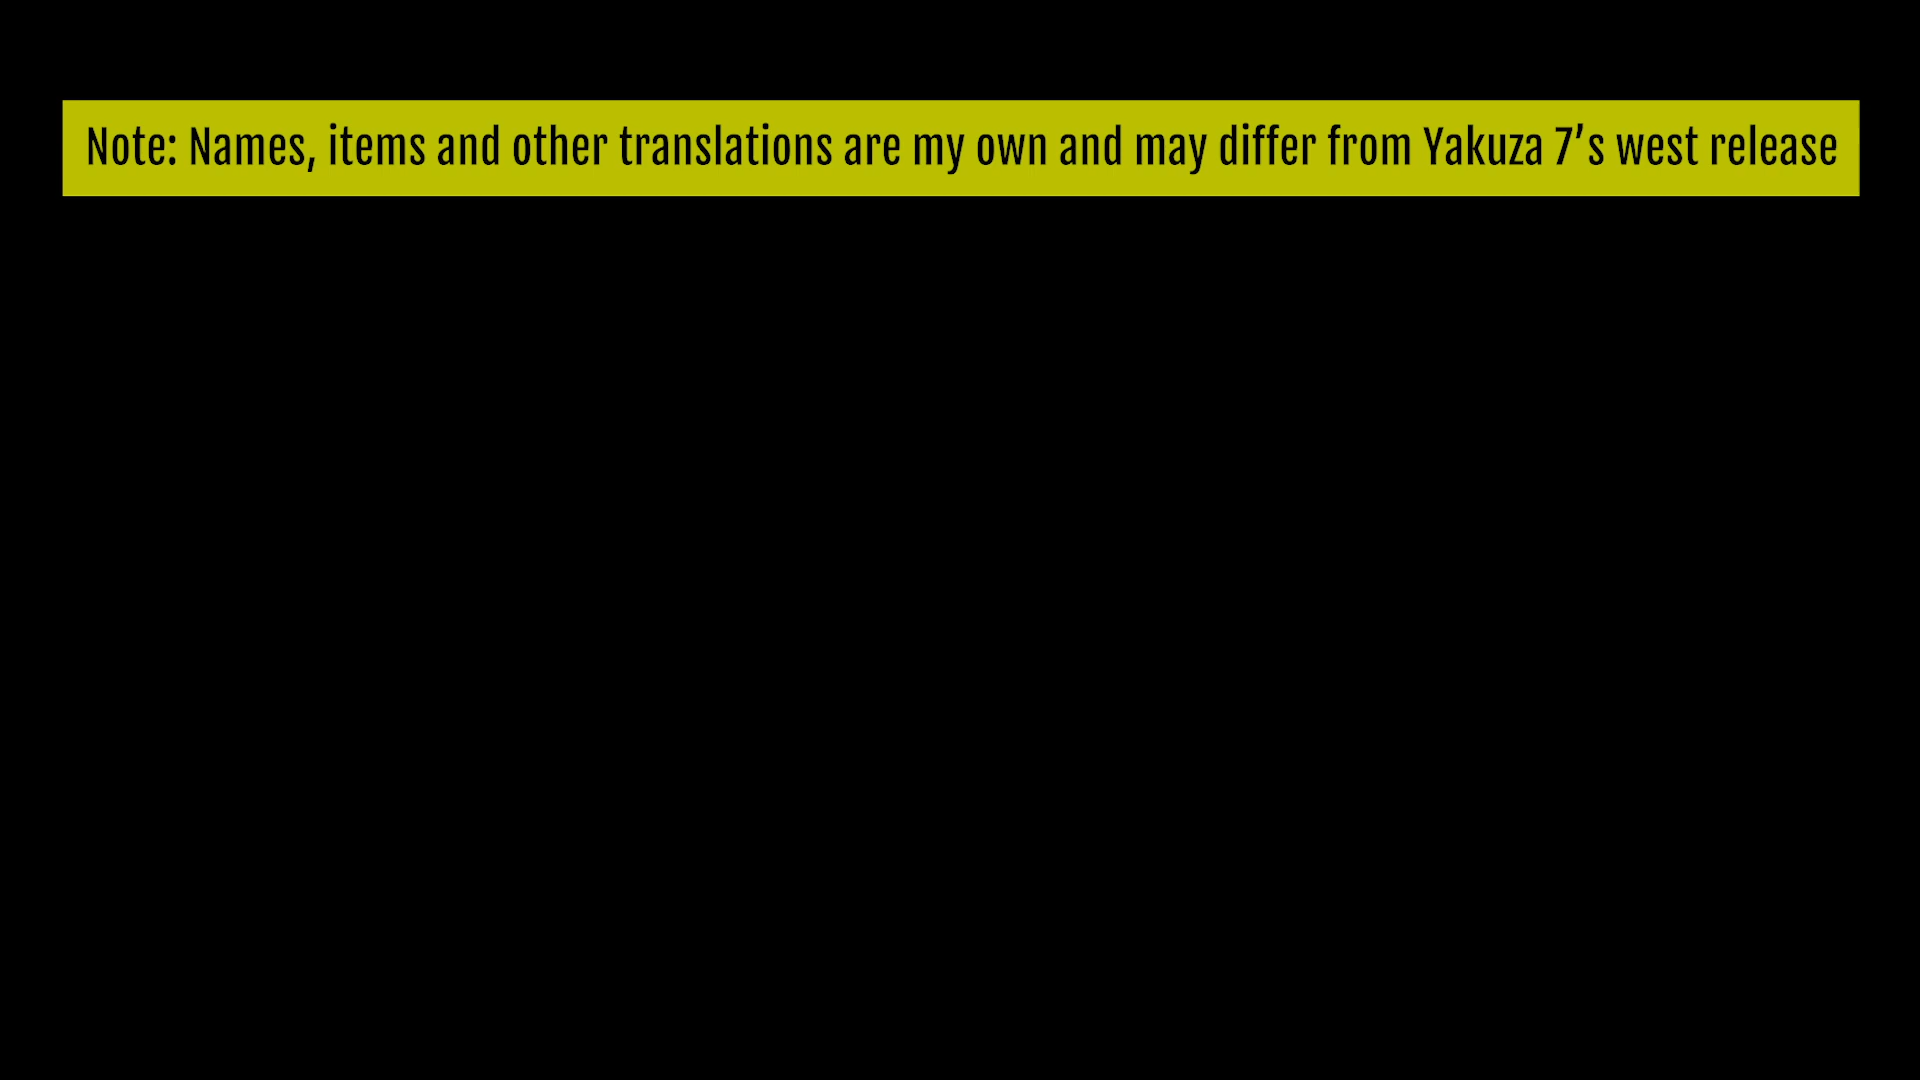 Note: Names, items and other translations are my own and may differ from Yakuza 7’s west release